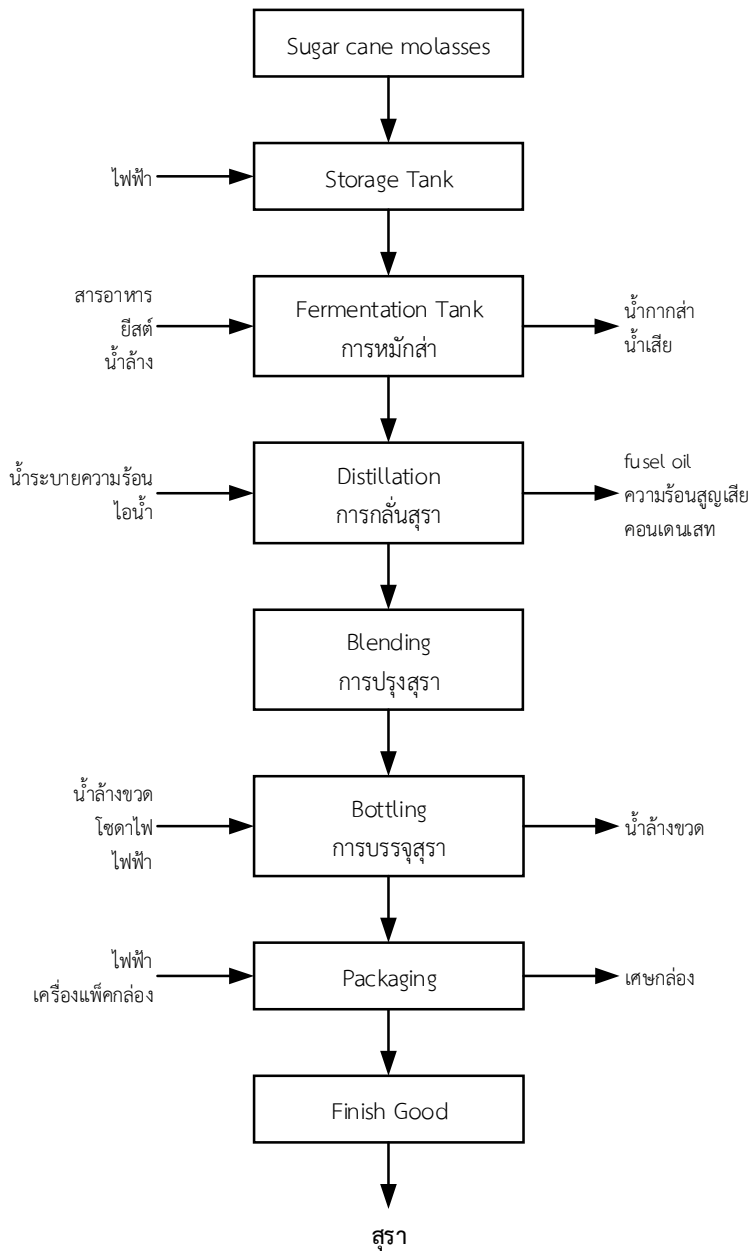 Sugar cane molasses
ไฟฟ้า
Storage Tank
สารอาหาร
ยีสต์
น้ำล้าง
Fermentation Tank
การหมักส่า
น้ำกากส่า
น้ำเสีย
น้ำระบายความร้อน
ไอน้ำ
Distillation
การกลั่นสุรา
fusel oil
ความร้อนสูญเสีย
คอนเดนเสท
Blending
การปรุงสุรา
น้ำล้างขวด
โซดาไฟ
ไฟฟ้า
Bottling
การบรรจุสุรา
น้ำล้างขวด
ไฟฟ้า
เครื่องแพ็คกล่อง
Packaging
เศษกล่อง
Finish Good
สุรา